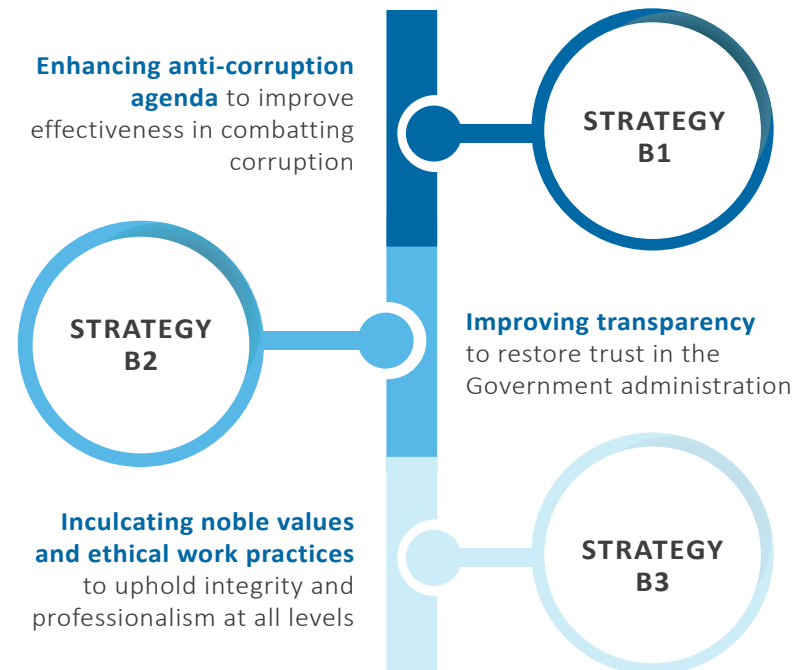 Enhancing anti-corruption
agenda to improve
effectiveness in combatting
corruption
STRATEGY
B1
STRATEGY
B2
Improving transparency
to restore trust in the
Government administration
Inculcating noble values
and ethical work practices
to uphold integrity and
professionalism at all levels
STRATEGY
B3